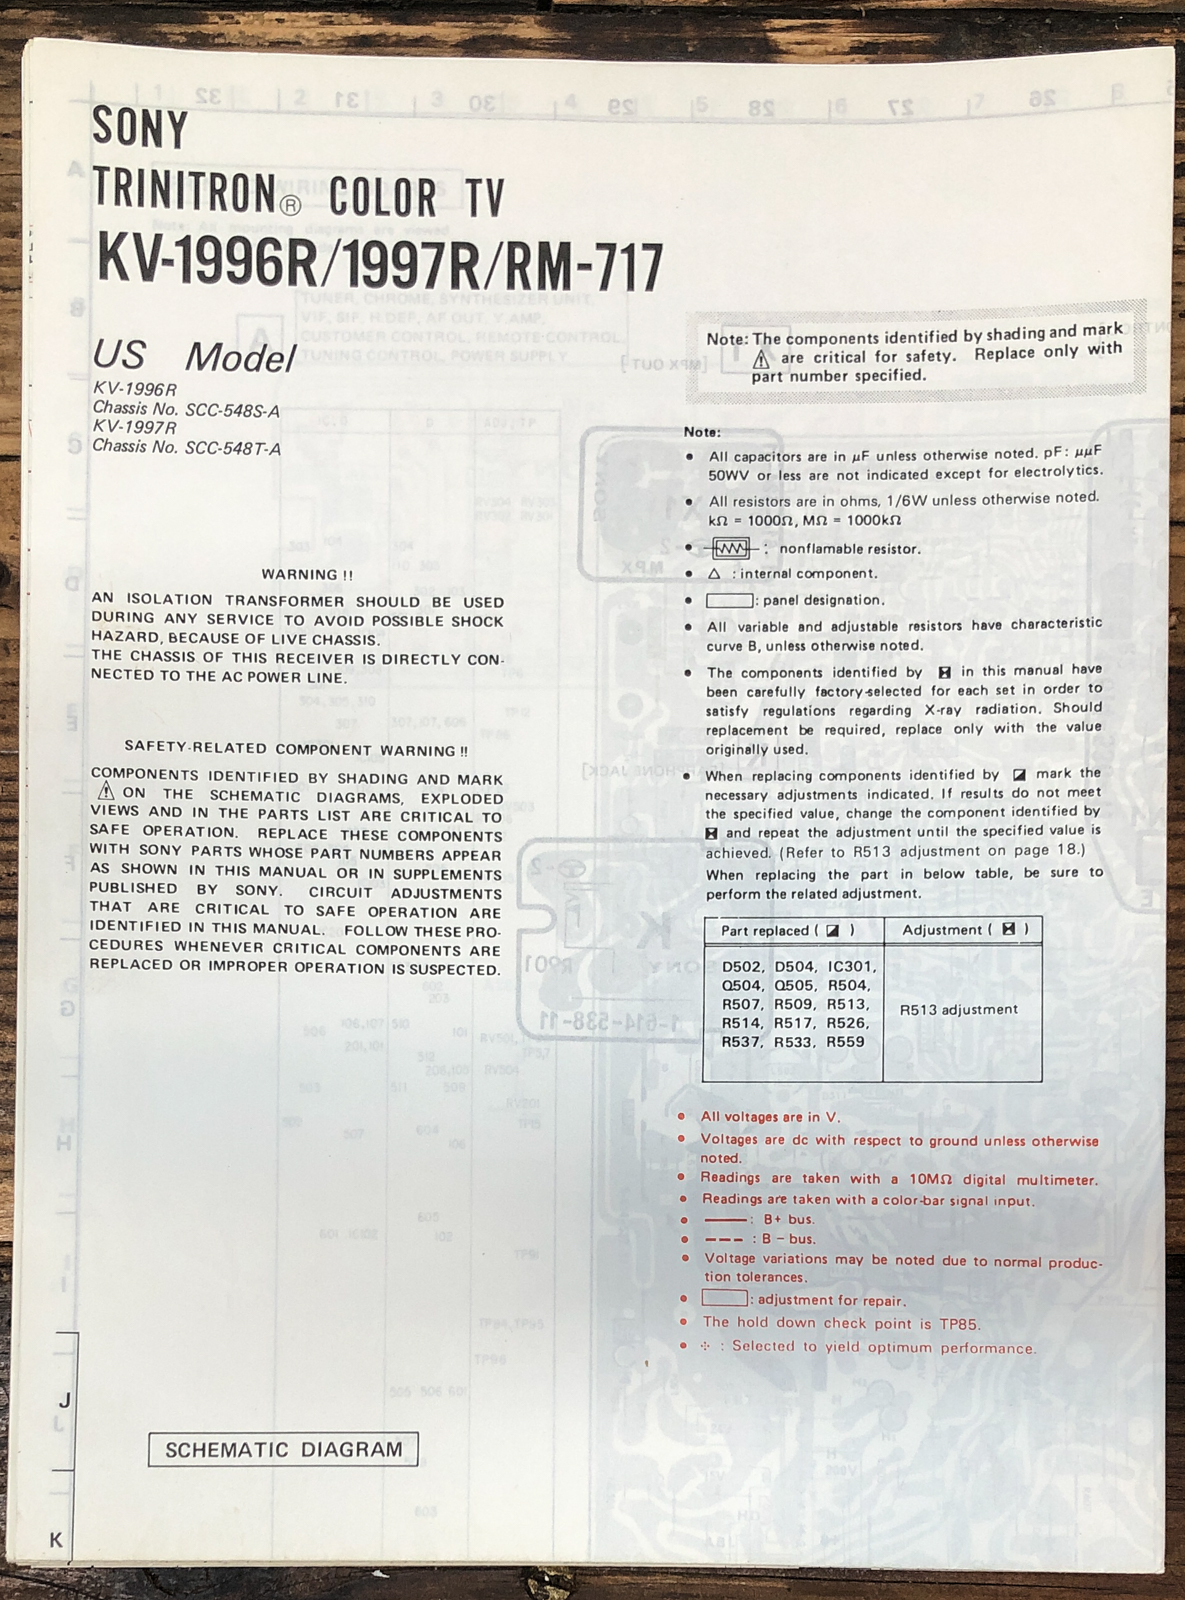 SONY
TRINITRON® COLOR TV
KV-1996R/1997R/RM-717
US Model
KV-1996R
Chassis No. SCC-548S-A
KV-1997R
Chassis No. SCC-548T-A
WARNING !!
AN ISOLATION TRANSFORMER SHOULD BE USED
DURING ANY SERVICE TO AVOID POSSIBLE SHOCK
HAZARD, BECAUSE OF LIVE CHASSIS.
THE CHASSIS OF THIS RECEIVER IS DIRECTLY CON-
NECTED TO THE AC POWER LINE.
SAFETY-RELATED COMPONENT WARNING !!
COMPONENTS IDENTIFIED BY SHADING AND MARK
⚠ ON THE SCHEMATIC DIAGRAMS, EXPLODED
VIEWS AND IN THE PARTS LIST ARE CRITICAL TO
SAFE OPERATION. REPLACE THESE COMPONENTS
WITH SONY PARTS WHOSE PART NUMBERS APPEAR
AS SHOWN IN THIS MANUAL OR IN SUPPLEMENTS
PUBLISHED BY SONY. CIRCUIT ADJUSTMENTS
THAT ARE CRITICAL TO SAFE OPERATION ARE
IDENTIFIED IN THIS MANUAL. FOLLOW THESE PRO-
CEDURES WHENEVER CRITICAL COMPONENTS ARE
REPLACED OR IMPROPER OPERATION IS SUSPECTED.
J
K
SCHEMATIC DIAGRAM
Note: The components identified by shading and mark
⚠ are critical for safety. Replace only with
part number specified.
Note:
• All capacitors are in μF unless otherwise noted. pF: μμF
50WV or less are not indicated except for electrolytics.
• All resistors are in ohms, 1/6W unless otherwise noted.
kΩ = 1000Ω, MΩ = 1000kΩ
• : nonflamable resistor.
• △ : internal component.
• : panel designation.
• All variable and adjustable resistors have characteristic
curve B, unless otherwise noted.
• The components identified by in this manual have
been carefully factory-selected for each set in order to
satisfy regulations regarding X-ray radiation. Should
replacement be required, replace only with the value
originally used.
• When replacing components identified by mark the
necessary adjustments indicated. If results do not meet
the specified value, change the component identified by
and repeat the adjustment until the specified value is
achieved. (Refer to R513 adjustment on page 18.)
When replacing the part in below table, be sure to
perform the related adjustment.
Part replaced ( ) Adjustment ( )
D502, D504, IC301,
Q504, Q505, R504,
R507, R509, R513,
R514, R517, R526,
R537, R533, R559
R513 adjustment
• All voltages are in V.
• Voltages are dc with respect to ground unless otherwise
noted.
• Readings are taken with a 10MΩ digital multimeter.
• Readings are taken with a color-bar signal input.
• : B+ bus.
• : B − bus.
• Voltage variations may be noted due to normal produc-
tion tolerances.
• : adjustment for repair.
• The hold down check point is TP85.
• : Selected to yield optimum performance.